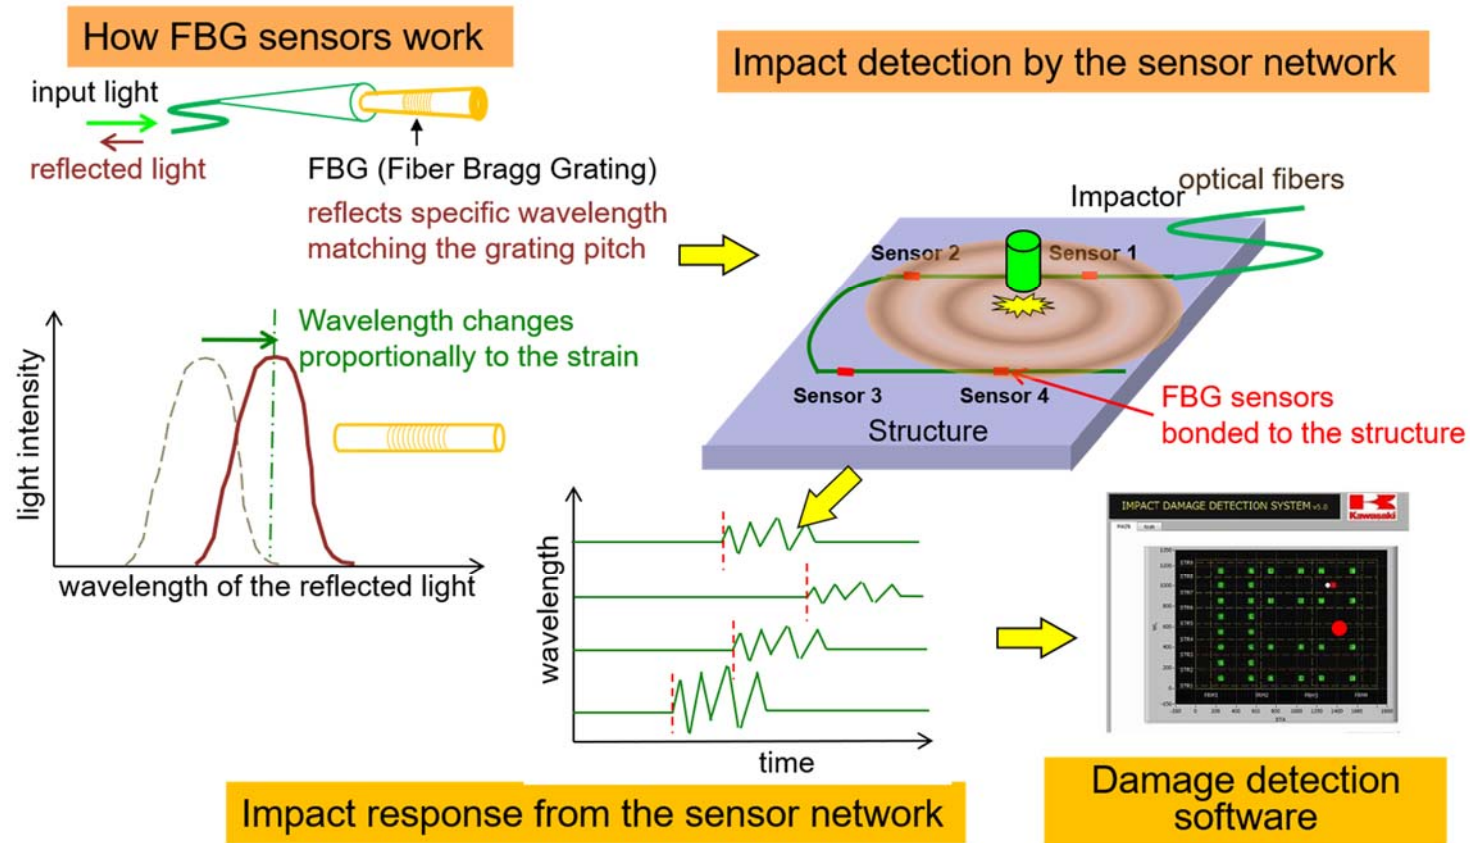 How FBG sensors work
input light
reflected light
FBG (Fiber Bragg Grating)
reflects specific wavelength
matching the grating pitch
Wavelength changes
proportionally to the strain
light intensity
wavelength of the reflected light
Impact detection by the sensor network
Impactor
optical fibers
Sensor 2
Sensor 1
Sensor 3
Sensor 4
Structure
FBG sensors
bonded to the structure
wavelength
time
Impact response from the sensor network
IMPACT DAMAGE DETECTION SYSTEM v5.0
Kawasaki
MAIN
Damage detection
software